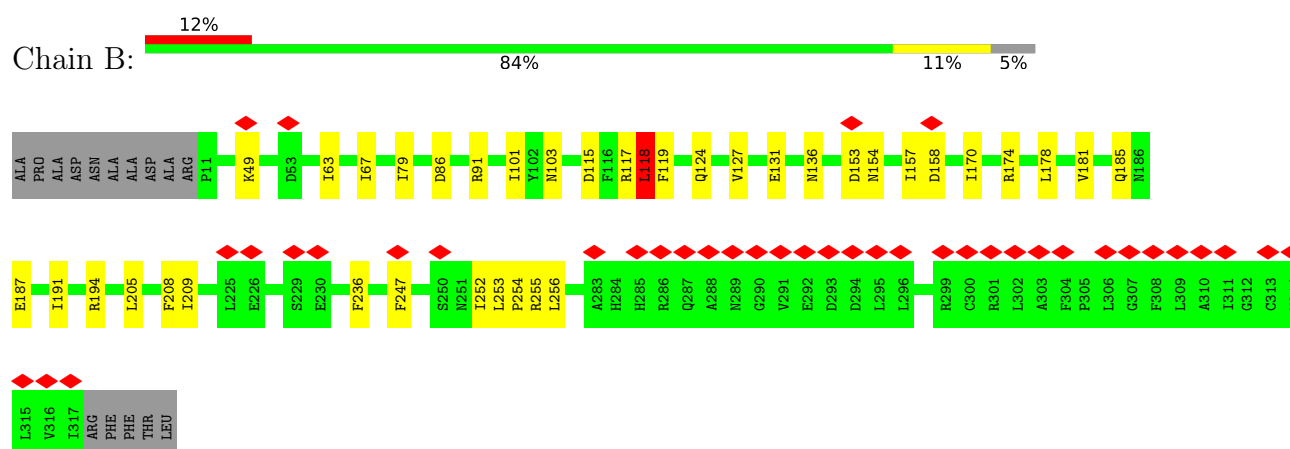 12%
Chain B:
84% 11% 5%
ALA PRO ALA ASP ASN ALA ALA ASP ALA ARG P11 K49 D53 I63 I67 I79 D86 R91 I101 Y102 N103 D115 F116 R117 L118 F119 Q124 V127 E131 N136 D153 N154 I157 D158 I170 R174 L178 V181 Q185 N186
E187 I191 R194 L205 F208 I209 L225 E226 S229 E230 F236 F247 S250 N251 I252 L253 P254 R255 L256 A283 H284 H285 R286 Q287 A288 N289 G290 V291 E292 D293 D294 L295 L296 R299 C300 R301 L302 A303 F304 P305 L306 G307 F308 L309 A310 I311 G312 C313
L315 V316 I317 ARG PHE PHE THR LEU